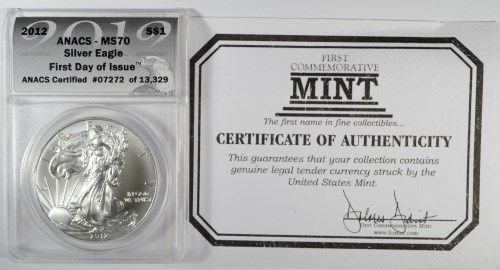 2012
2012 S$1
ANACS - MS70
Silver Eagle
First Day of Issue™
ANACS Certified #07272 of 13,329
2012
FIRST
COMMEMORATIVE
MINT
The first name in fine collectibles...
CERTIFICATE OF AUTHENTICITY
This guarantees that your collection contains
genuine legal tender currency struck by the
United States Mint.
First Commemorative Mint